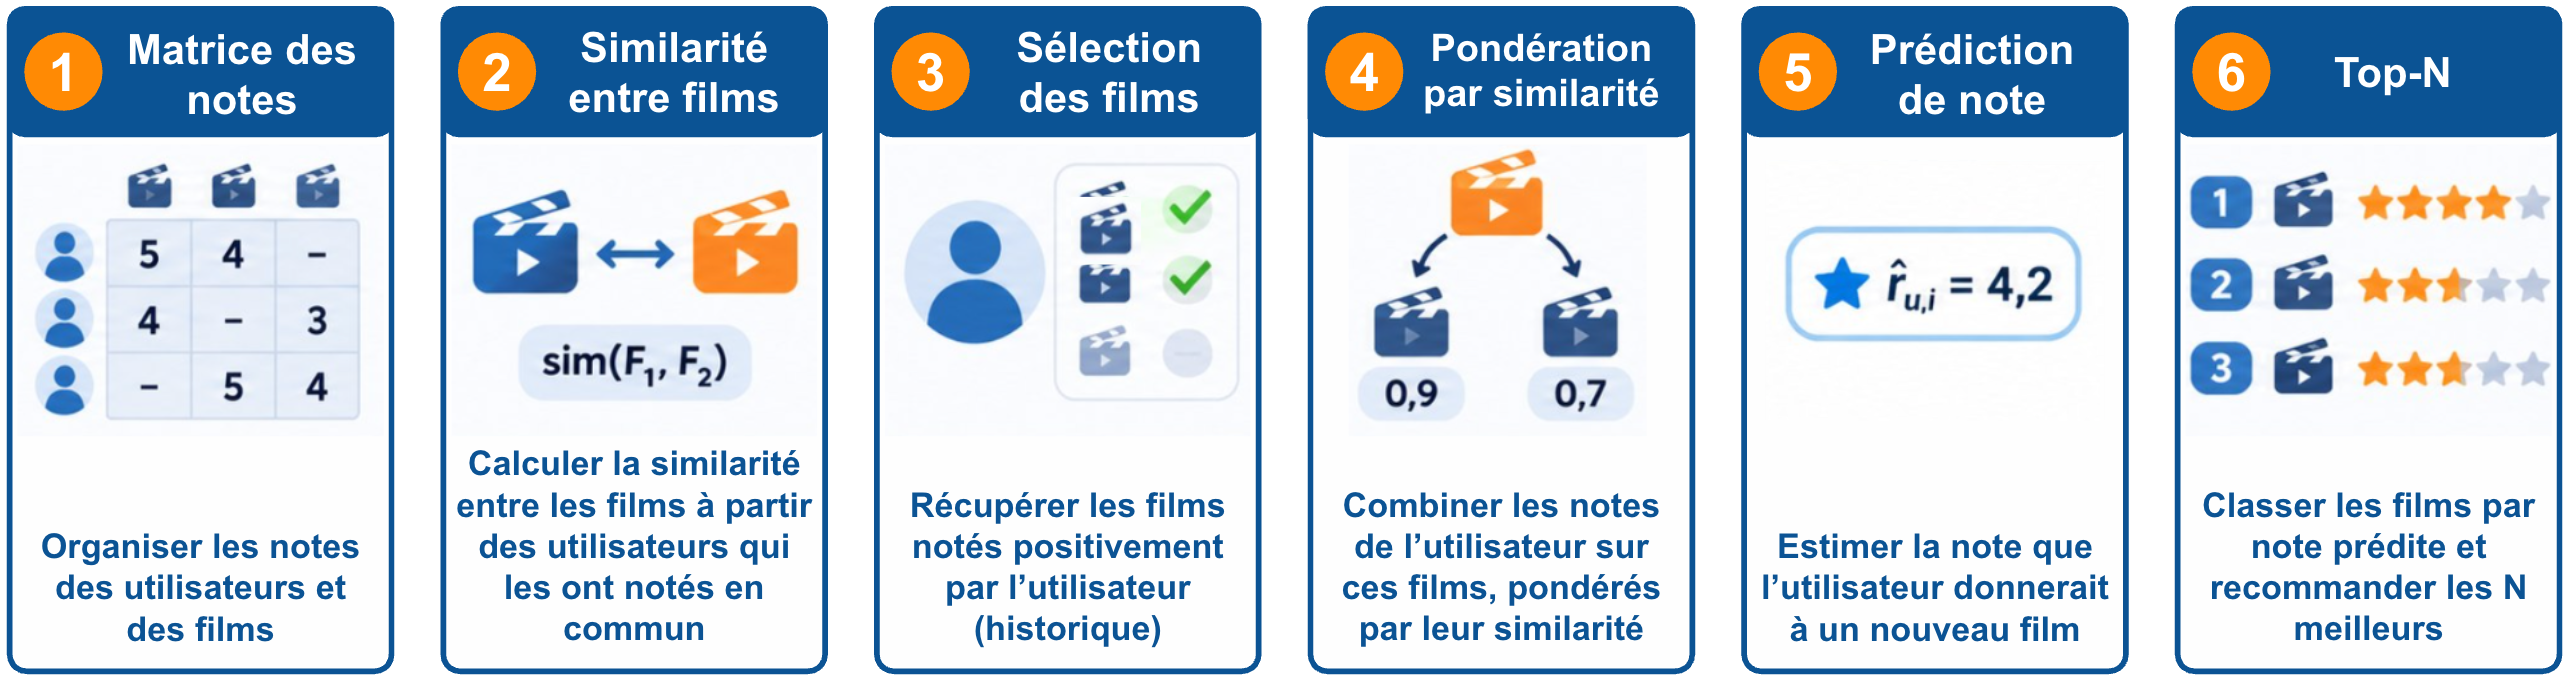 1
Matrice des
notes
5 4 –
4 – 3
– 5 4
Organiser les notes
des utilisateurs et
des films
2
Similarité
entre films
sim(F₁, F₂)
Calculer la similarité
entre les films à partir
des utilisateurs qui
les ont notés en
commun
3
Sélection
des films
Récupérer les films
notés positivement
par l’utilisateur
(historique)
4
Pondération
par similarité
0,9 0,7
Combiner les notes
de l’utilisateur sur
ces films, pondérés
par leur similarité
5
Prédiction
de note
r̂u,i = 4,2
Estimer la note que
l’utilisateur donnerait
à un nouveau film
6
Top-N
1
2
3
Classer les films par
note prédite et
recommander les N
meilleurs